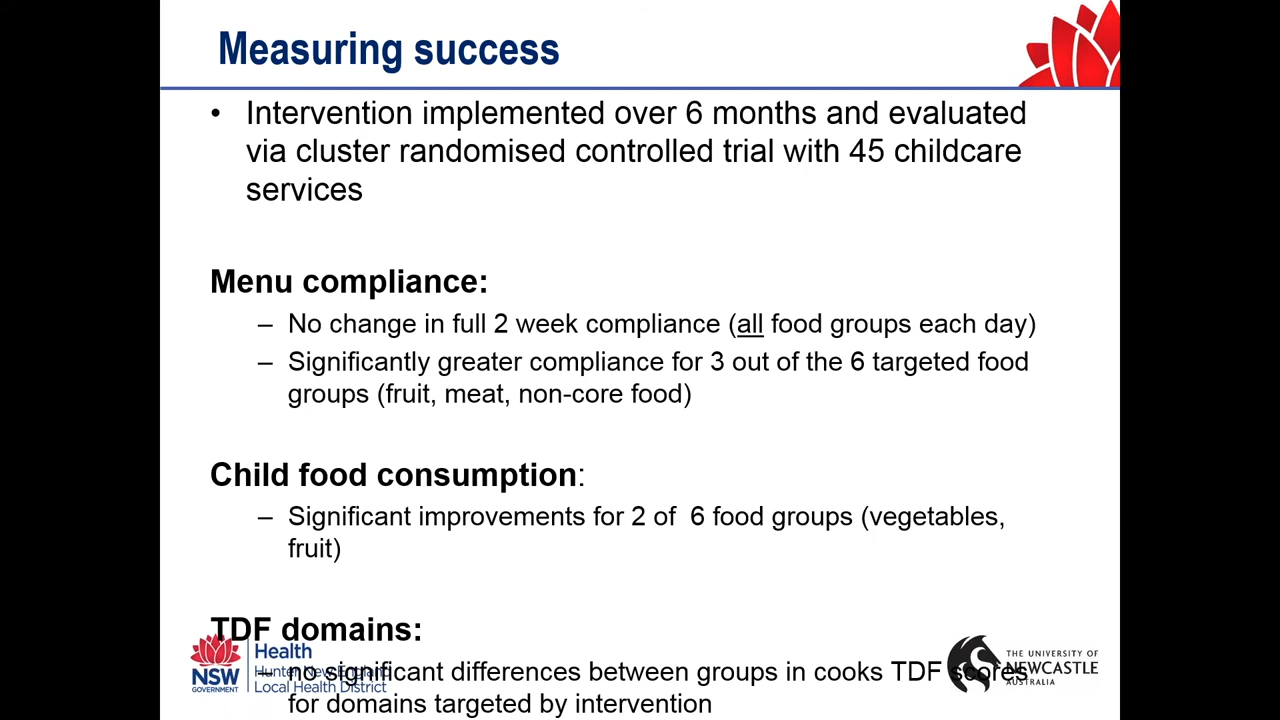 Measuring success
• Intervention implemented over 6 months and evaluated
via cluster randomised controlled trial with 45 childcare
services
Menu compliance:
– No change in full 2 week compliance (all food groups each day)
– Significantly greater compliance for 3 out of the 6 targeted food
groups (fruit, meat, non-core food)
Child food consumption:
– Significant improvements for 2 of 6 food groups (vegetables,
fruit)
TDF domains:
– no significant differences between groups in cooks TDF scores
for domains targeted by intervention
NSW
GOVERNMENT
Health
Hunter New England
Local Health District
THE UNIVERSITY OF
NEWCASTLE
AUSTRALIA